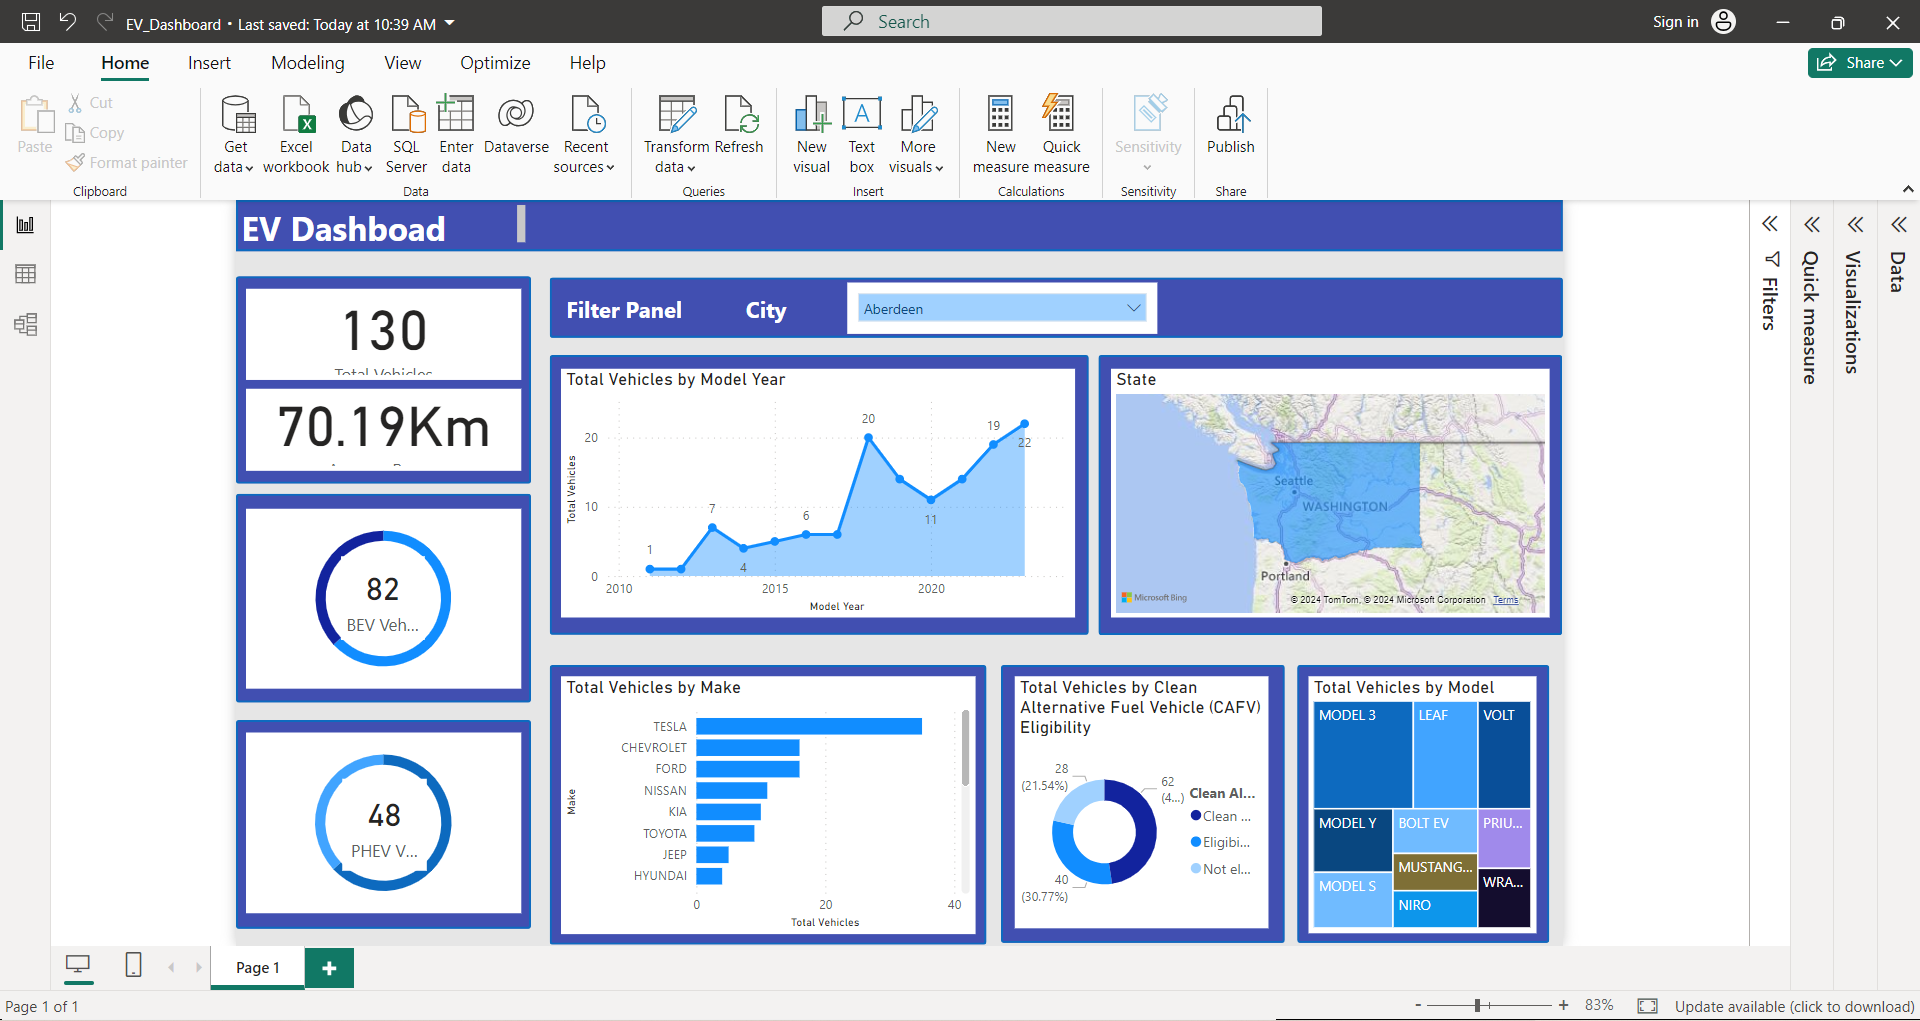 EV_Dashboard • Last saved: Today at 10:39 AM
Search
Sign in
File Home Insert Modeling View Optimize Help
Share
Paste
Cut
Copy
Format painter
Clipboard
Get data
Excel workbook
Data hub
SQL Server
Enter data
Dataverse
Recent sources
Data
Transform data
Refresh
Queries
New visual
Text box
More visuals
Insert
New measure
Quick measure
Calculations
Sensitivity
Sensitivity
Publish
Share
EV Dashboad
130
Total Vehicles
70.19Km
82
BEV Veh...
48
PHEV V...
Filter Panel
City
Aberdeen
Total Vehicles by Model Year
Total Vehicles
20
10
0
1
7
4
6
20
11
19
22
2010
2015
2020
Model Year
State
Seattle
WASHINGTON
Portland
Microsoft Bing
© 2024 TomTom, © 2024 Microsoft Corporation Terms
Total Vehicles by Make
Make
TESLA
CHEVROLET
FORD
NISSAN
KIA
TOYOTA
JEEP
HYUNDAI
0
20
40
Total Vehicles
Total Vehicles by Clean
Alternative Fuel Vehicle (CAFV)
Eligibility
28
(21.54%)
62
(4...)
40
(30.77%)
Clean Al...
Clean ...
Eligibi...
Not el...
Total Vehicles by Model
MODEL 3
LEAF
VOLT
MODEL Y
BOLT EV
PRIU...
MUSTANG...
MODEL S
WRA...
NIRO
Filters
Quick measure
Visualizations
Data
X
A
Page 1
+
Page 1 of 1
- + 83%
Update available (click to download)